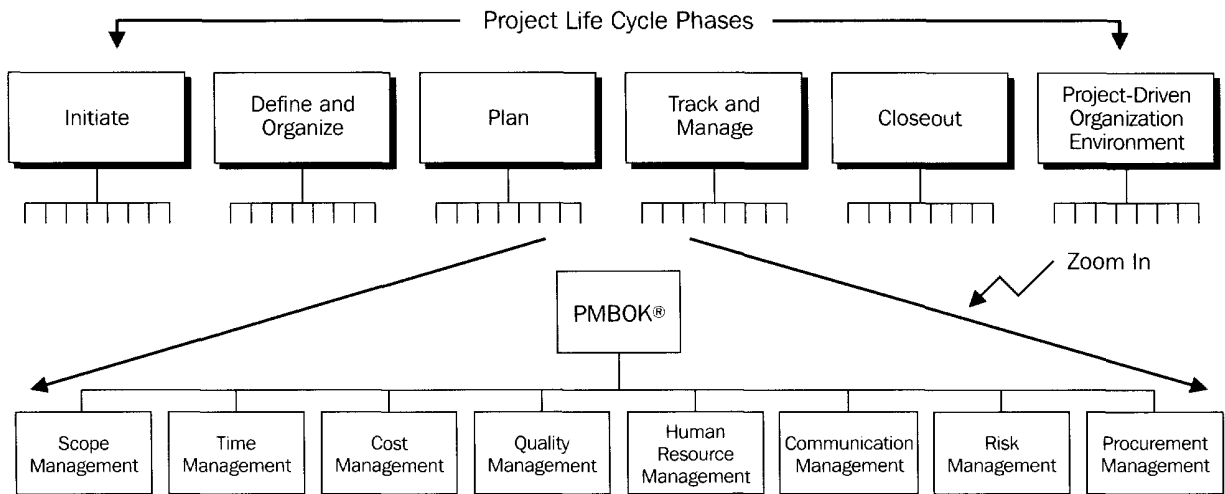 Project Life Cycle Phases
Initiate
Define and
Organize
Plan
Track and
Manage
Closeout
Project-Driven
Organization
Environment
Zoom In
PMBOK®
Scope
Management
Time
Management
Cost
Management
Quality
Management
Human
Resource
Management
Communication
Management
Risk
Management
Procurement
Management